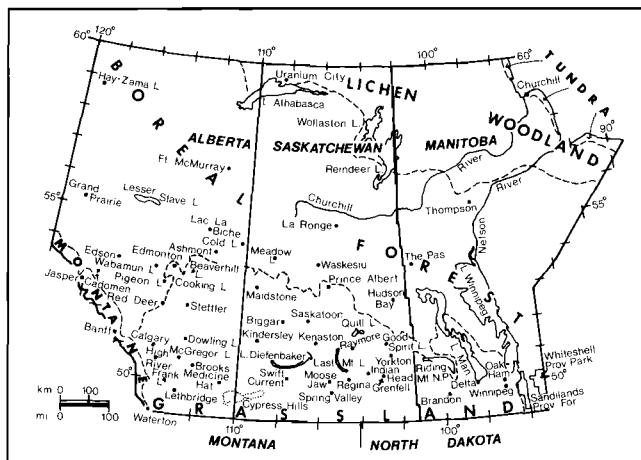 120°
60°
110°
100°
60°
TUNDRA
Hay-Zama L
Uranium City
LICHEN
Churchill
BOREAL
L Athabasca
WOODLAND
90°
Wollaston L
ALBERTA
SASKATCHEWAN
MANITOBA
Ft McMurray
Reindeer L
River
River
55°
Grand Prairie
Lesser Slave L
Churchill
Thompson
55°
Lac La Biche
La Ronge
Nelson
Cold L
FOREST
Ashmont
Meadow L
Edson
Edmonton
Beaverhill L
Waskesiu
The Pas
MONTANE
Wabamun L
Jasper
Cadomen
Pigeon L
Cooking L
Prince Albert
L Winnipeg
Red Deer
Stettler
Maidstone
Hudson Bay
Biggar
Saskatoon
Quill L
Banff
Calgary
Dowling L
Kindersley
Kenaston
Raymore
Good Spirit L
L Man
High River
McGregor L
L. Diefenbaker
Last Mt L
Yorkton
Oak Ham
Whiteshell Prov Park
50°
Brooks
Swift Current
Moose Jaw
Regina
Indian Head
Riding Mt N.P.
Delta
50°
Frank
Medicine Hat
Grenfell
Brandon
Winnipeg
km 0 100
mi 0 100
Lethbridge
Spring Valley
Sandilands Prov For
Waterton
Cypress Hills
GRASSLAND
110°
100°
MONTANA
NORTH DAKOTA